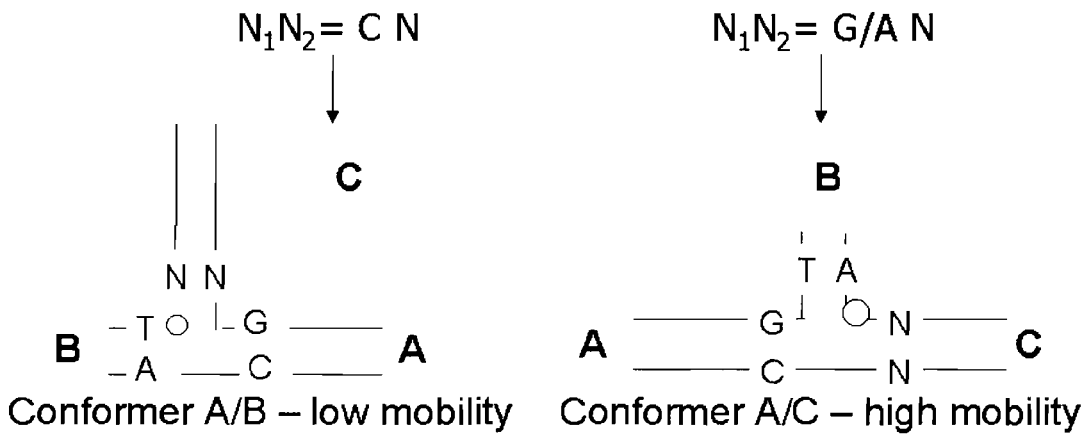 N₁N₂= C N
N₁N₂= G/A N
C
B
N N
T A
T G
G N
B A
A C
A C
C N
Conformer A/B – low mobility
Conformer A/C – high mobility